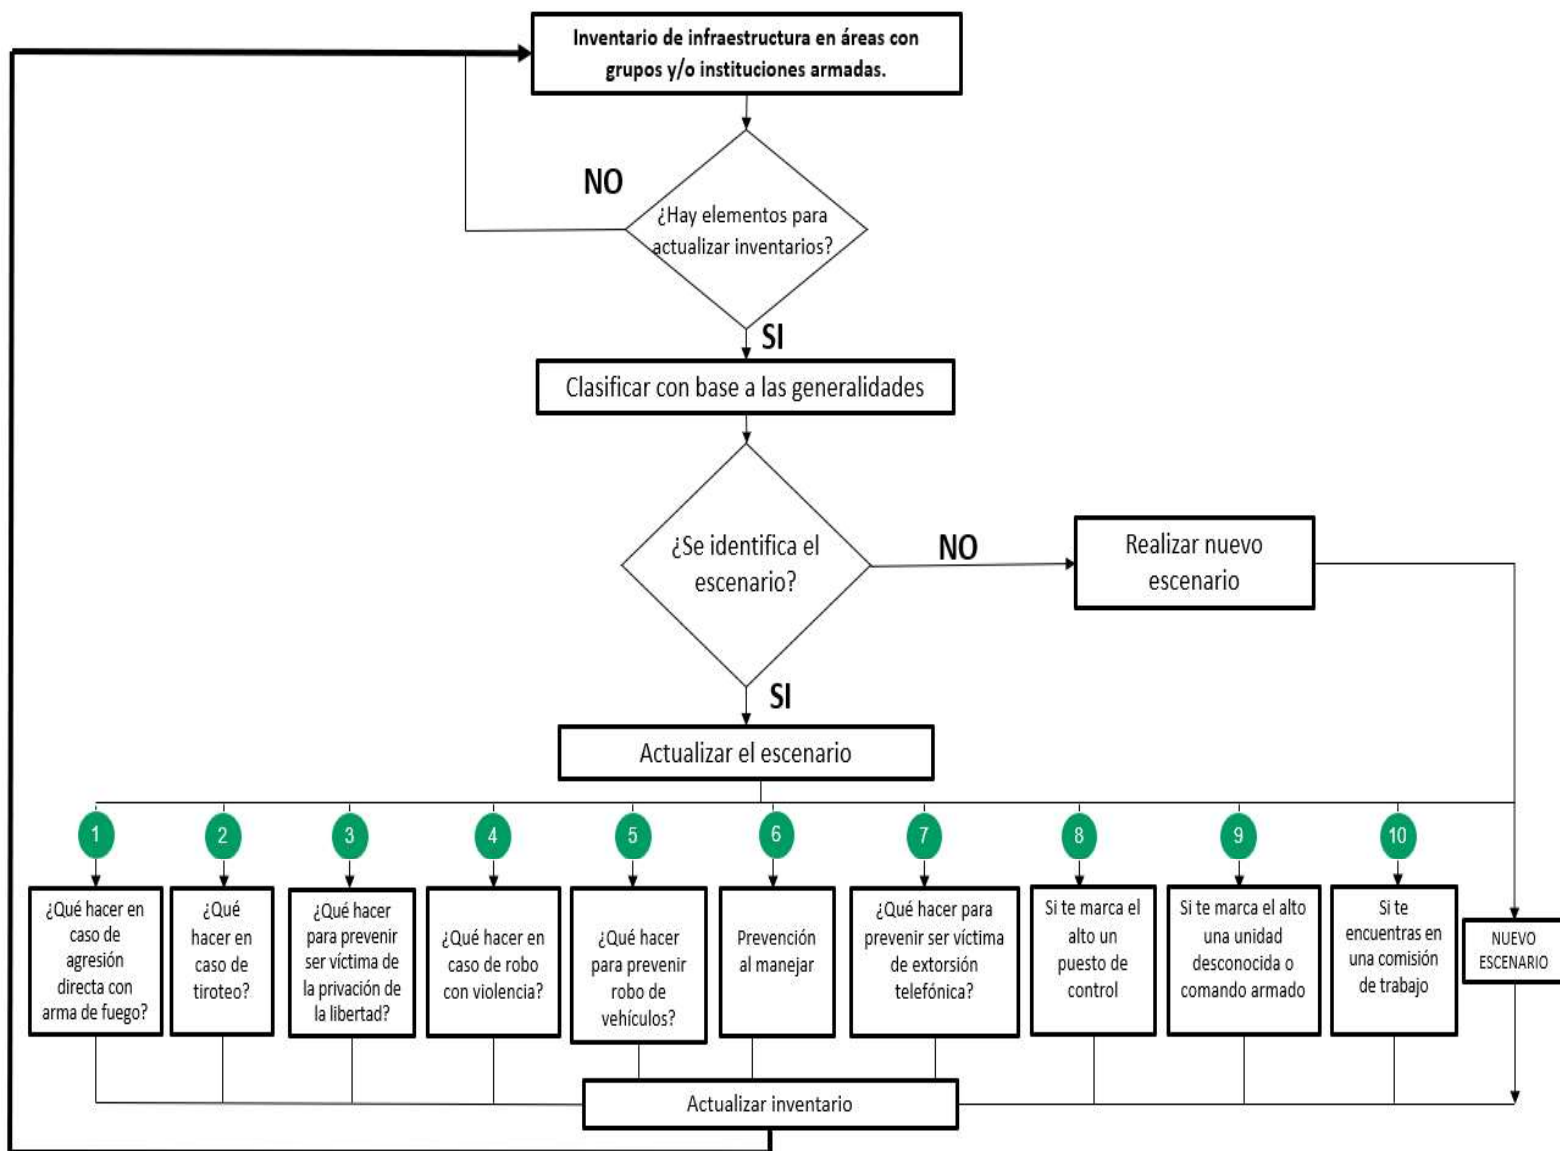 Inventario de infraestructura en áreas con
grupos y/o instituciones armadas.
NO
¿Hay elementos para
actualizar inventarios?
SI
Clasificar con base a las generalidades
¿Se identifica el
escenario?
NO
Realizar nuevo
escenario
SI
Actualizar el escenario
1
2
3
4
5
6
7
8
9
10
¿Qué hacer en
caso de
agresión
directa con
arma de fuego?
¿Qué
hacer en
caso de
tiroteo?
¿Qué hacer
para prevenir
ser víctima de
la privación de
la libertad?
¿Qué hacer en
caso de robo
con violencia?
¿Qué hacer
para prevenir
robo de
vehículos?
Prevención
al manejar
¿Qué hacer para
prevenir ser víctima
de extorsión
telefónica?
Si te marca el
alto un
puesto de
control
Si te marca el alto
una unidad
desconocida o
comando armado
Si te
encuentras en
una comisión
de trabajo
NUEVO
ESCENARIO
Actualizar inventario